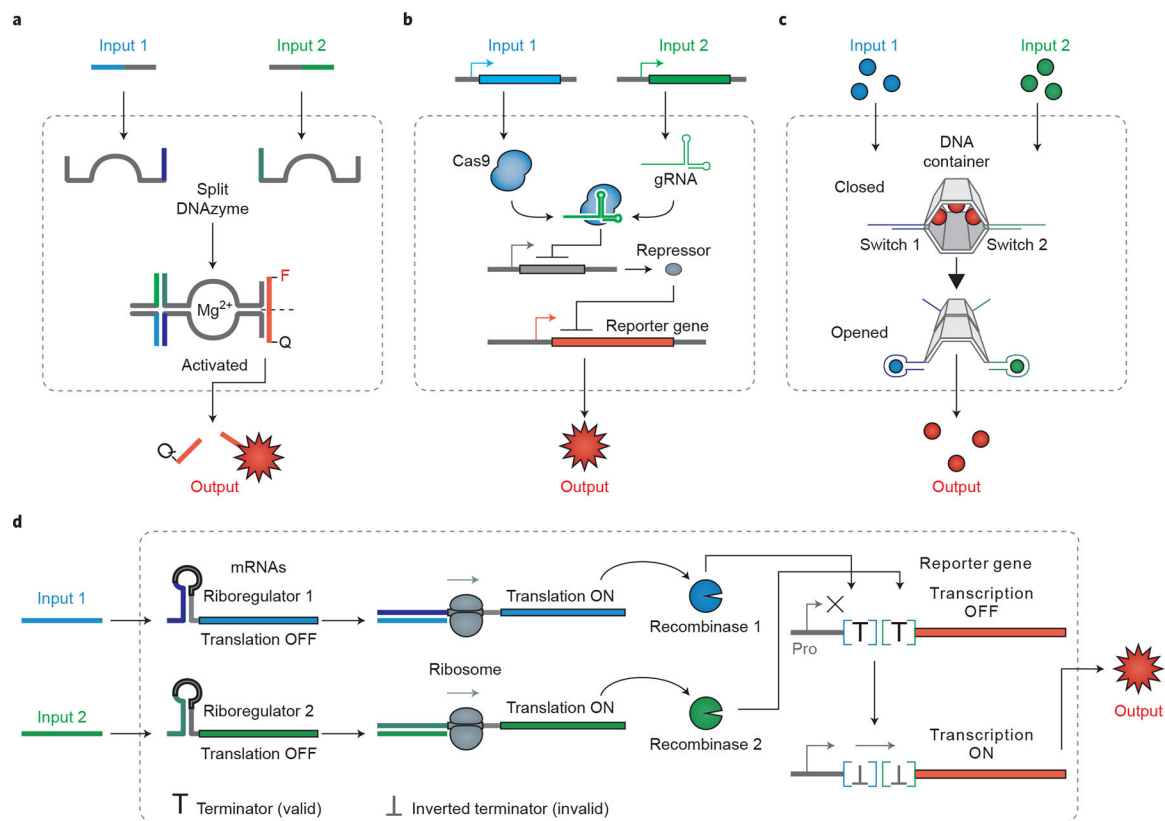 a
Input 1
Input 2
Split
DNAzyme
Mg2+
F
Q
Activated
Q
Output
b
Input 1
Input 2
Cas9
gRNA
Repressor
Reporter gene
Output
c
Input 1
Input 2
DNA
container
Closed
Switch 1
Switch 2
Opened
Output
d
Input 1
mRNAs
Riboregulator 1
Translation OFF
Translation ON
Recombinase 1
Input 2
Riboregulator 2
Translation OFF
Ribosome
Translation ON
Recombinase 2
Reporter gene
Transcription
OFF
Pro
T
T
Transcription
ON
Output
T Terminator (valid)
⊥ Inverted terminator (invalid)